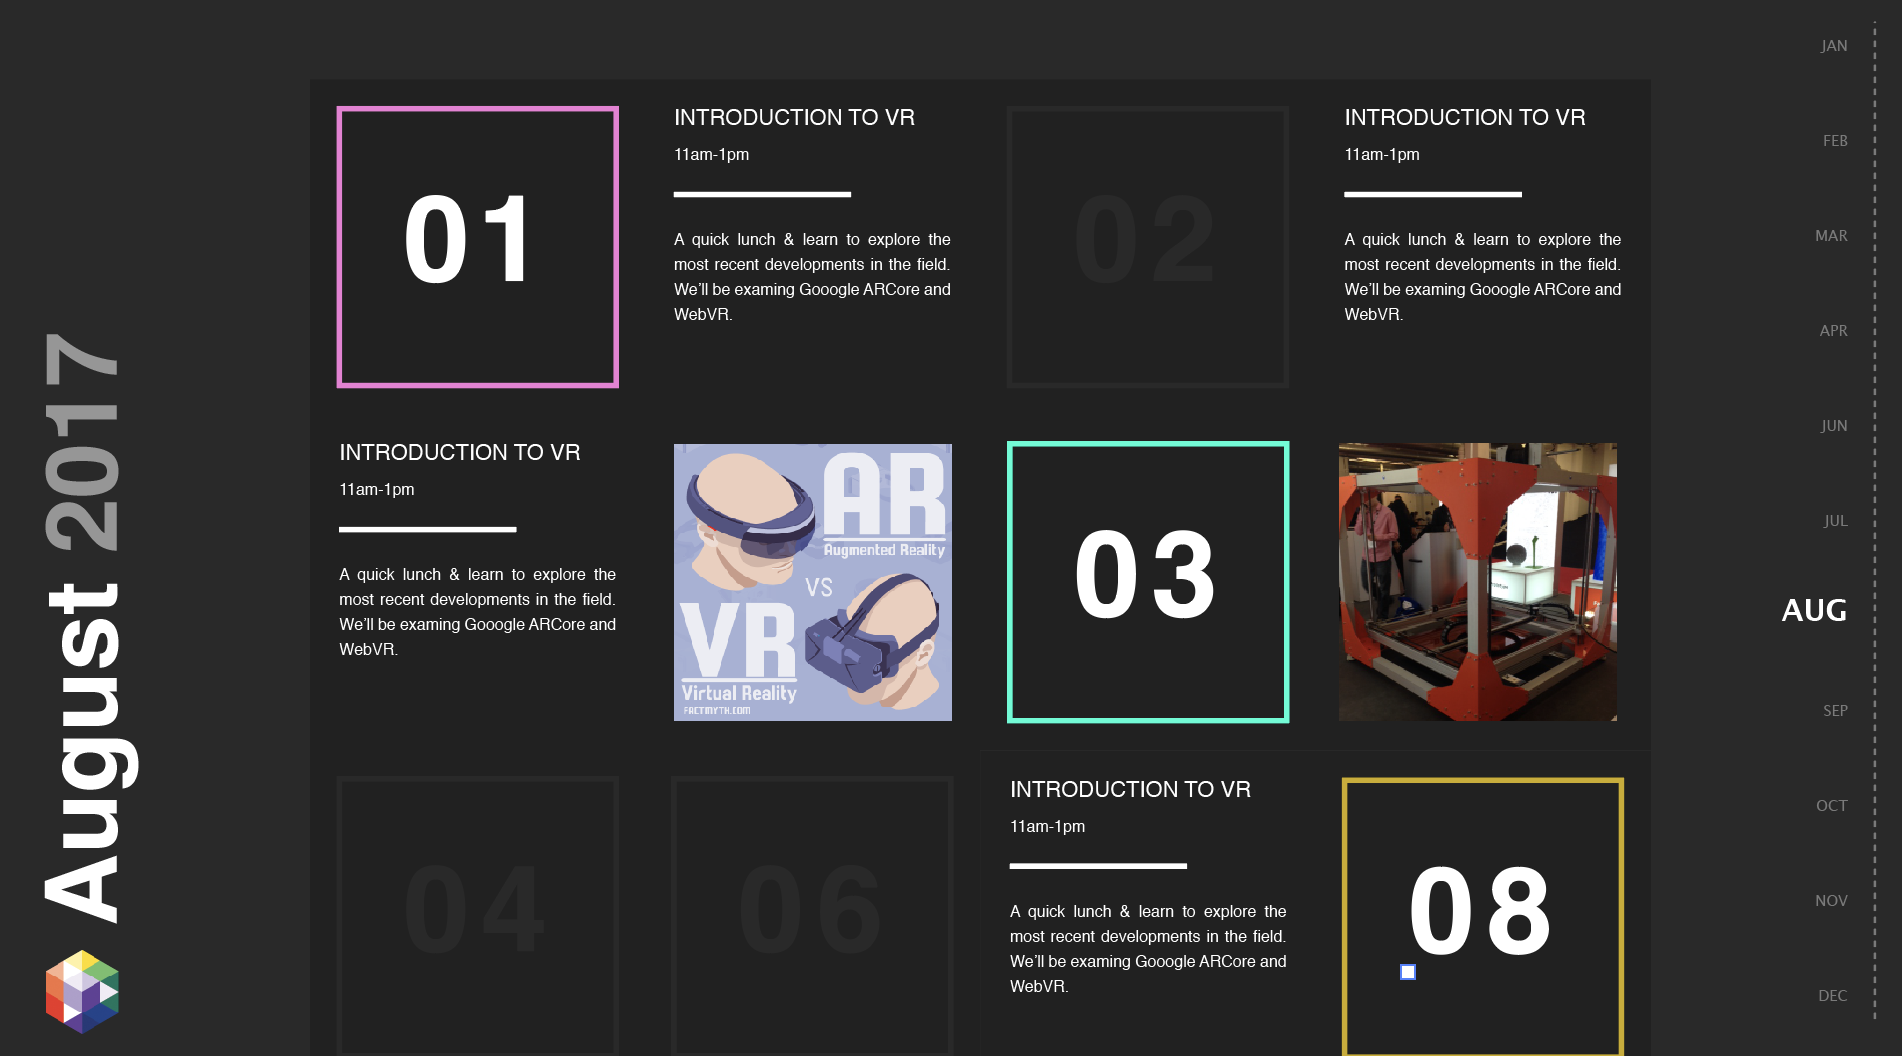 August 2017
01
INTRODUCTION TO VR
11am-1pm
A quick lunch & learn to explore the
most recent developments in the field.
We'll be examing Gooogle ARCore and
WebVR.
02
INTRODUCTION TO VR
11am-1pm
A quick lunch & learn to explore the
most recent developments in the field.
We'll be examing Gooogle ARCore and
WebVR.
INTRODUCTION TO VR
11am-1pm
A quick lunch & learn to explore the
most recent developments in the field.
We'll be examing Gooogle ARCore and
WebVR.
AR
Augmented Reality
VS
VR
Virtual Reality
FACTMYTH.COM
03
04
06
INTRODUCTION TO VR
11am-1pm
A quick lunch & learn to explore the
most recent developments in the field.
We'll be examing Gooogle ARCore and
WebVR.
08
JAN
FEB
MAR
APR
JUN
JUL
AUG
SEP
OCT
NOV
DEC